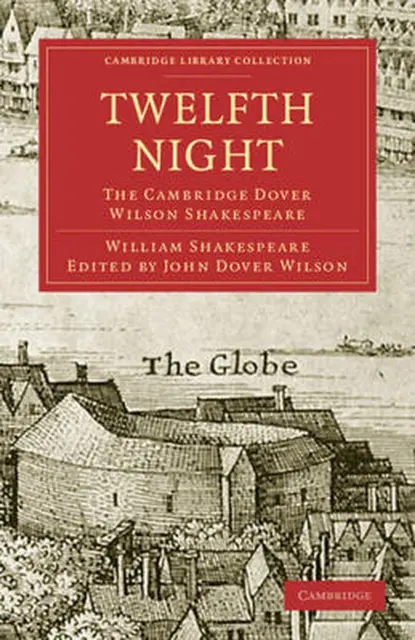 CAMBRIDGE LIBRARY COLLECTION
TWELFTH
NIGHT
THE CAMBRIDGE DOVER
WILSON SHAKESPEARE
WILLIAM SHAKESPEARE
EDITED BY JOHN DOVER WILSON
The Globe
CAMBRIDGE